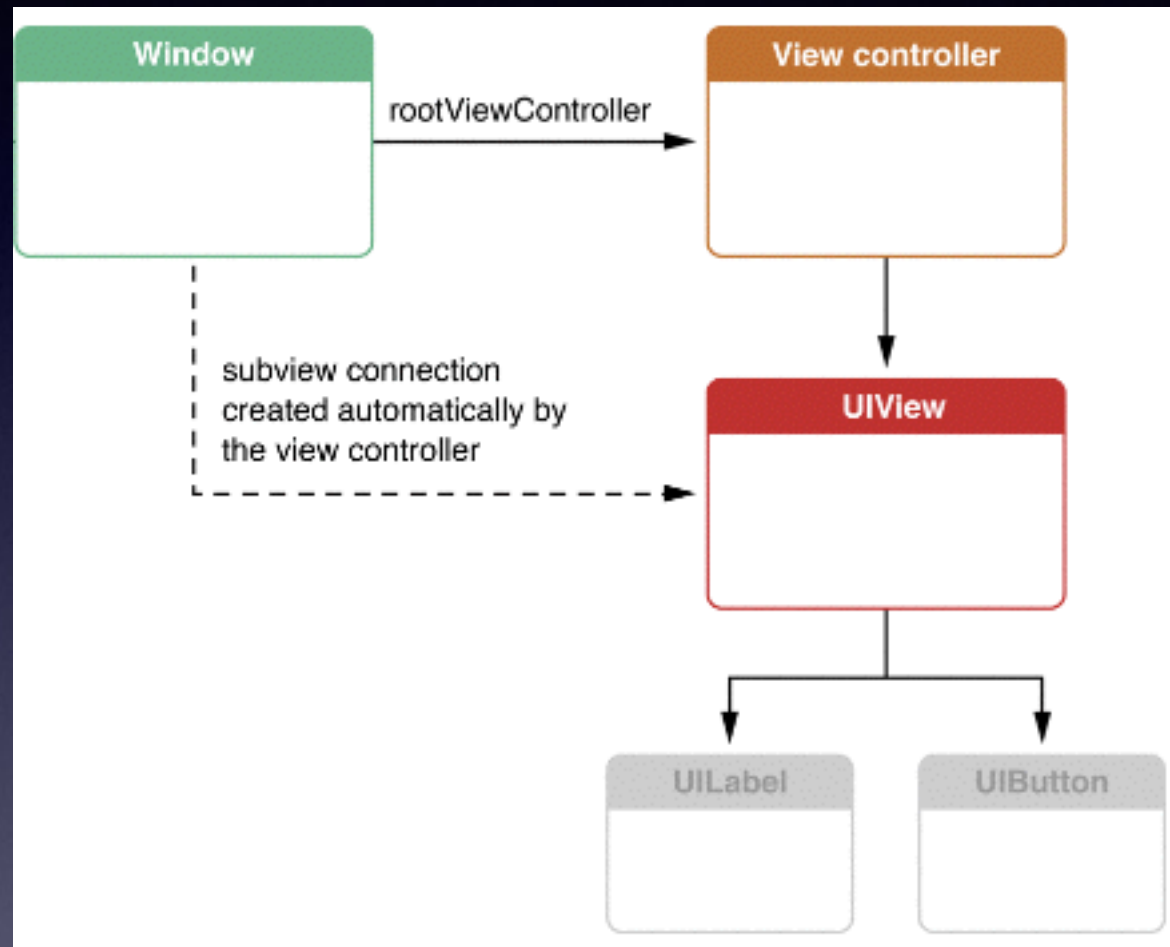 Window
View controller
rootViewController
subview connection
created automatically by
the view controller
UIView
UILabel
UIButton